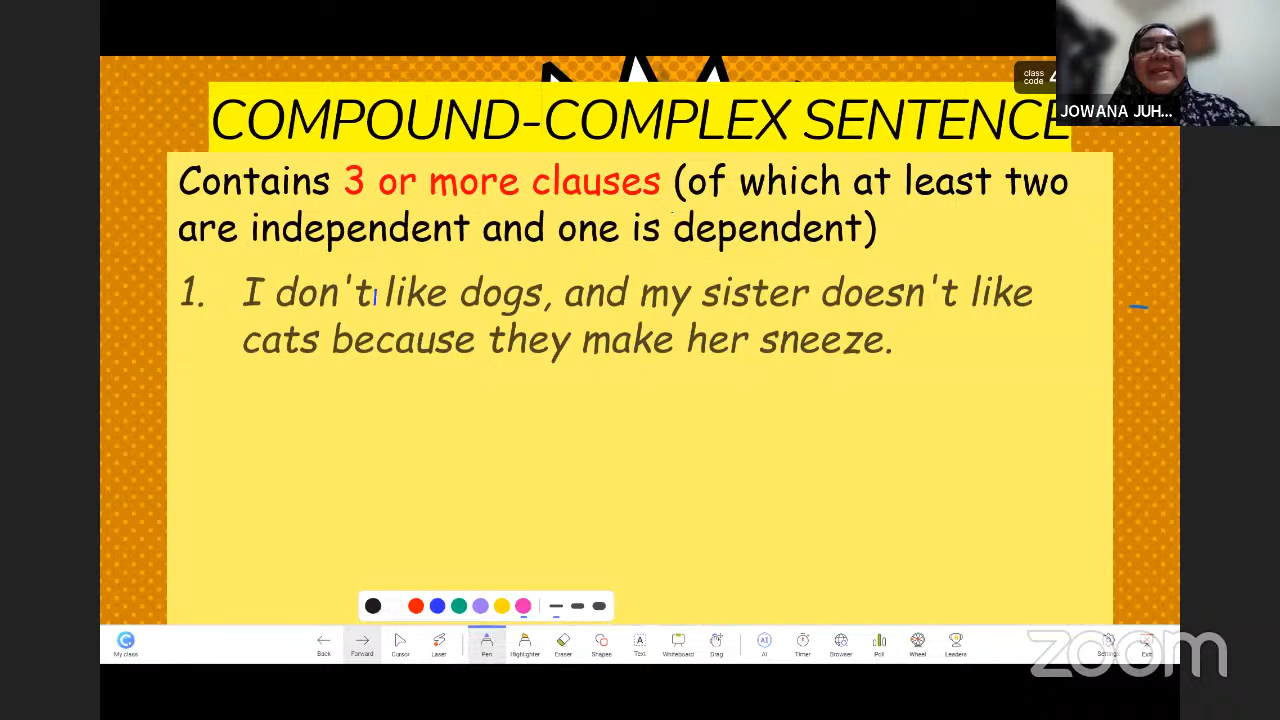 class
code 4
JOWANA JUH...
COMPOUND-COMPLEX SENTENCE
Contains 3 or more clauses (of which at least two
are independent and one is dependent)
1. I don't like dogs, and my sister doesn't like
cats because they make her sneeze.
My class
Back
Forward
Cursor
Laser
Pen
Highlighter
Eraser
Shapes
A
Text
Whiteboard
Drag
AI
AI
Timer
Browser
Poll
Wheel
Leaders
Exit
zoom